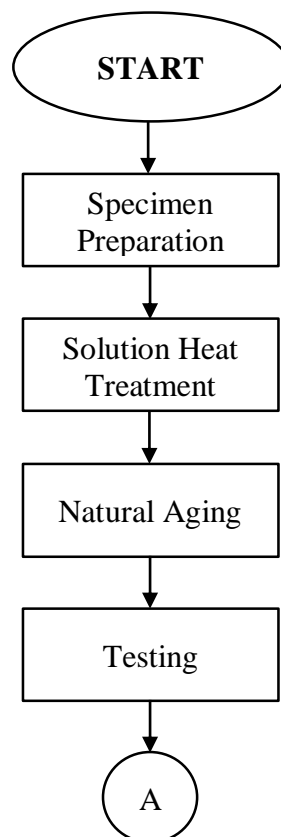 START
Specimen
Preparation
Solution Heat
Treatment
Natural Aging
Testing
A